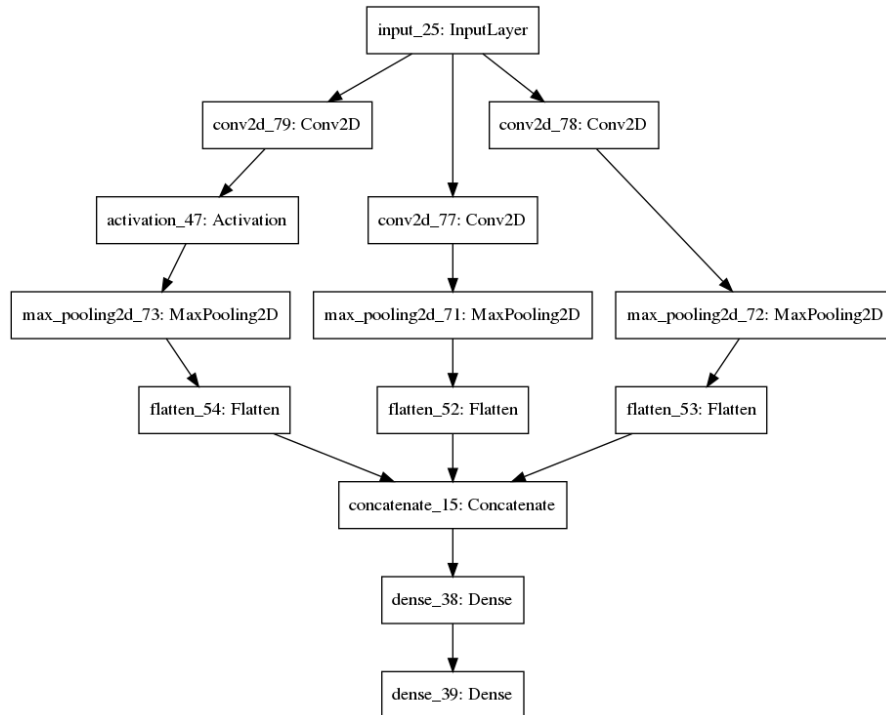 input_25: InputLayer
conv2d_79: Conv2D
conv2d_78: Conv2D
activation_47: Activation
conv2d_77: Conv2D
max_pooling2d_73: MaxPooling2D
max_pooling2d_71: MaxPooling2D
max_pooling2d_72: MaxPooling2D
flatten_54: Flatten
flatten_52: Flatten
flatten_53: Flatten
concatenate_15: Concatenate
dense_38: Dense
dense_39: Dense